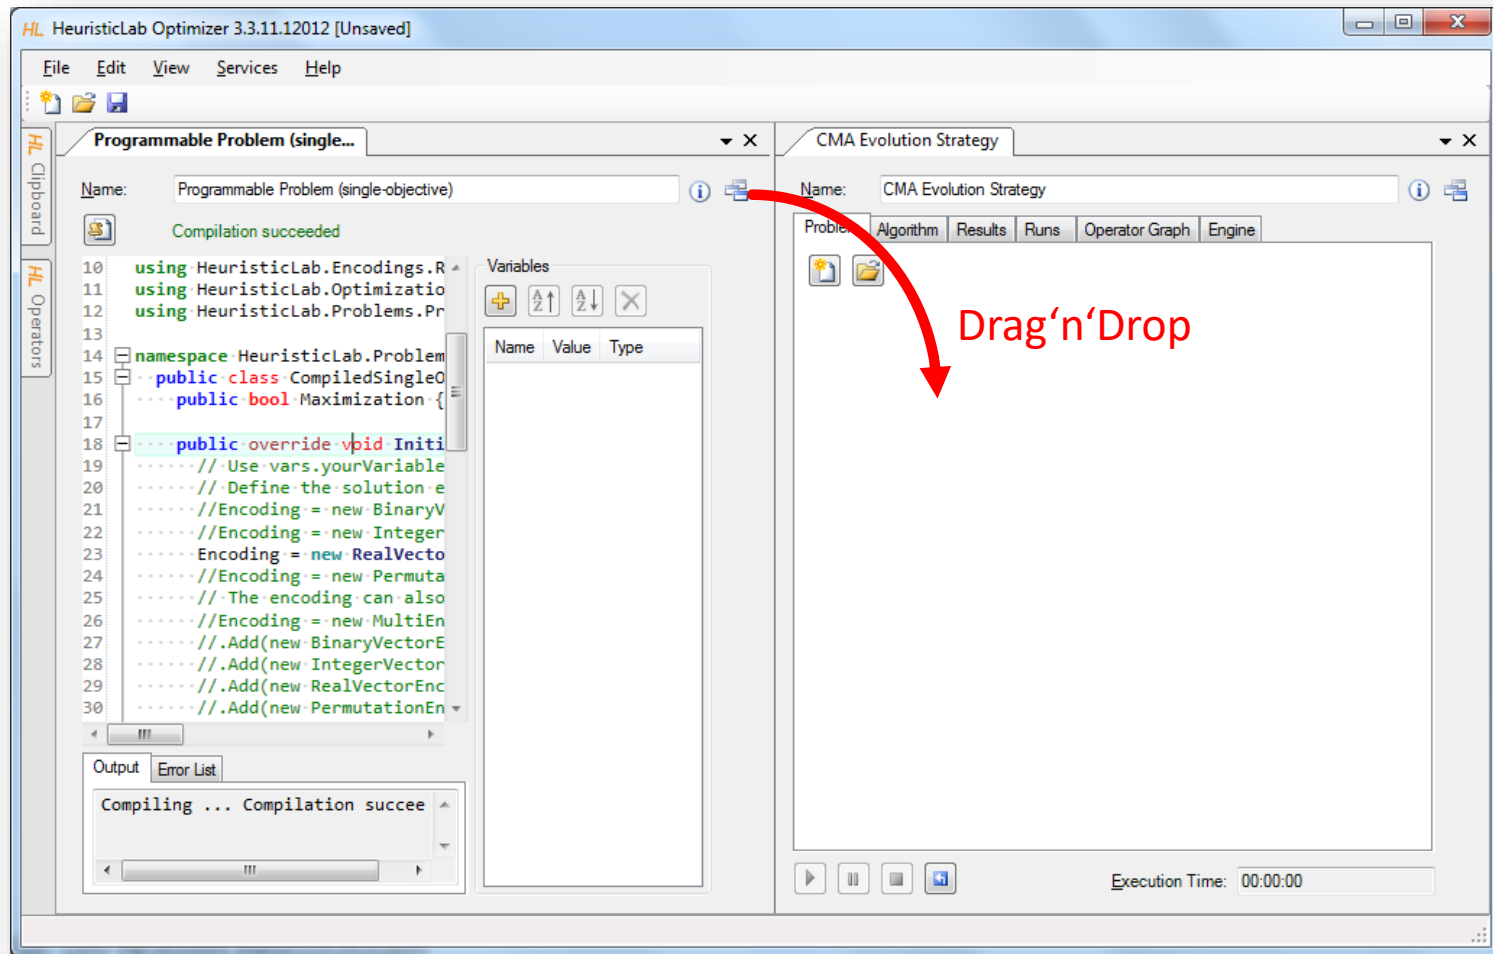 HL HeuristicLab Optimizer 3.3.11.12012 [Unsaved]
File Edit View Services Help
HL Clipboard
HL Operators
Programmable Problem (single...
Name: Programmable Problem (single-objective)
Compilation succeeded
10 using HeuristicLab.Encodings.R
11 using HeuristicLab.Optimizatio
12 using HeuristicLab.Problems.Pr
13
14 namespace HeuristicLab.Problem
15 public class CompiledSingleO
16 public bool Maximization {
17
18 public override void Initi
19 // Use vars.yourVariable
20 // Define the solution e
21 //Encoding = new BinaryV
22 //Encoding = new Integer
23 Encoding = new RealVecto
24 //Encoding = new Permuta
25 // The encoding can also
26 //Encoding = new MultiEn
27 //.Add(new BinaryVectorE
28 //.Add(new IntegerVector
29 //.Add(new RealVectorEnc
30 //.Add(new PermutationEn
Output Error List
Compiling ... Compilation succee
Variables
Name Value Type
CMA Evolution Strategy
Name: CMA Evolution Strategy
Problem Algorithm Results Runs Operator Graph Engine
Drag‘n‘Drop
Execution Time: 00:00:00